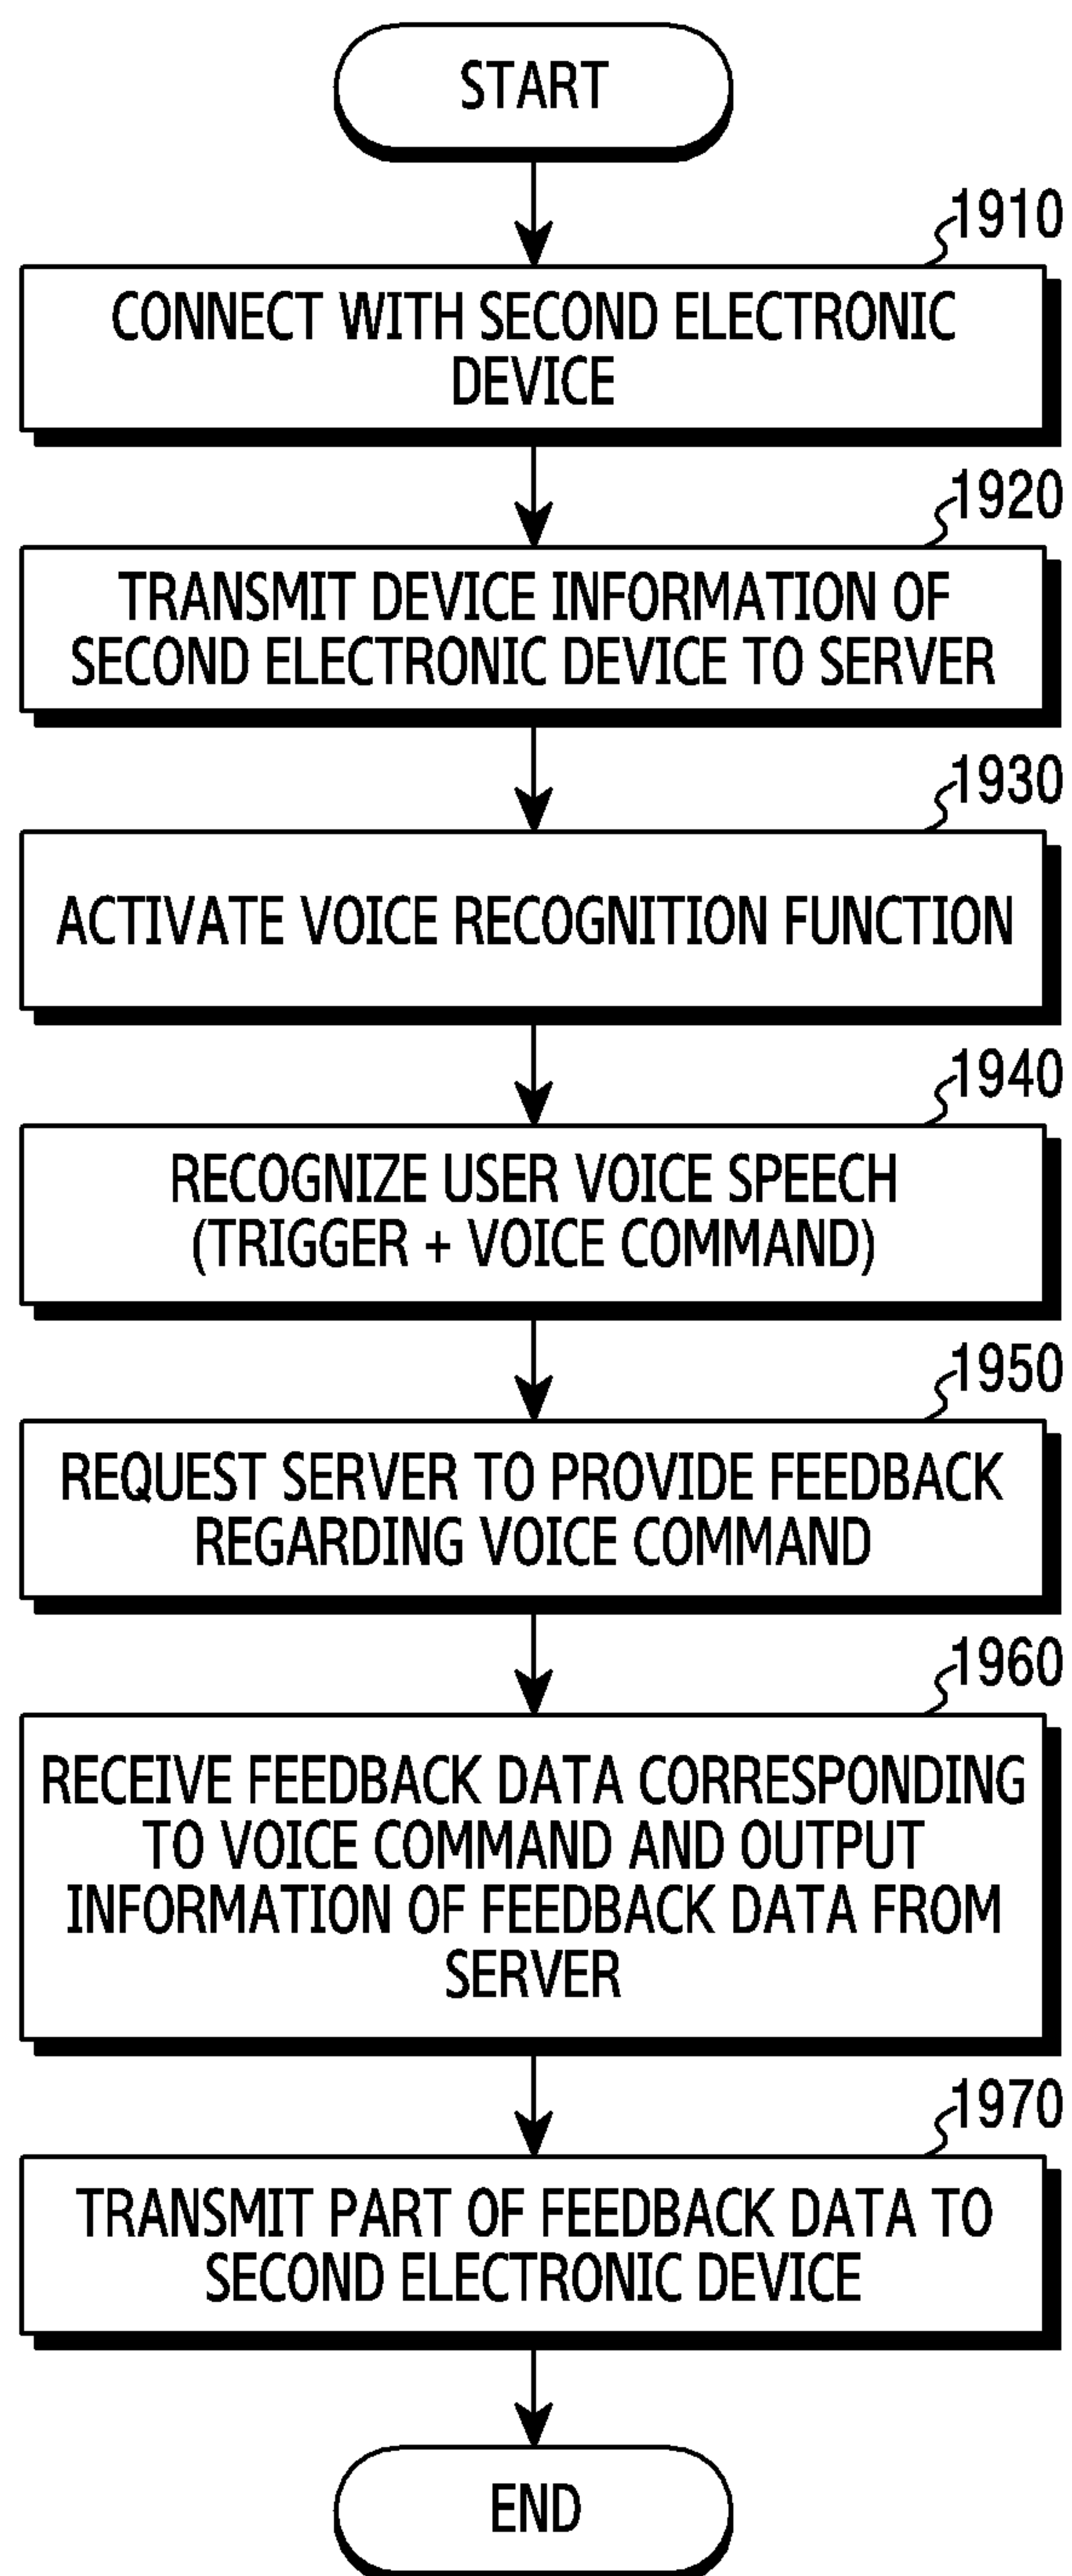 START
1910
CONNECT WITH SECOND ELECTRONIC
DEVICE
1920
TRANSMIT DEVICE INFORMATION OF
SECOND ELECTRONIC DEVICE TO SERVER
1930
ACTIVATE VOICE RECOGNITION FUNCTION
1940
RECOGNIZE USER VOICE SPEECH
(TRIGGER + VOICE COMMAND)
1950
REQUEST SERVER TO PROVIDE FEEDBACK
REGARDING VOICE COMMAND
1960
RECEIVE FEEDBACK DATA CORRESPONDING
TO VOICE COMMAND AND OUTPUT
INFORMATION OF FEEDBACK DATA FROM
SERVER
1970
TRANSMIT PART OF FEEDBACK DATA TO
SECOND ELECTRONIC DEVICE
END